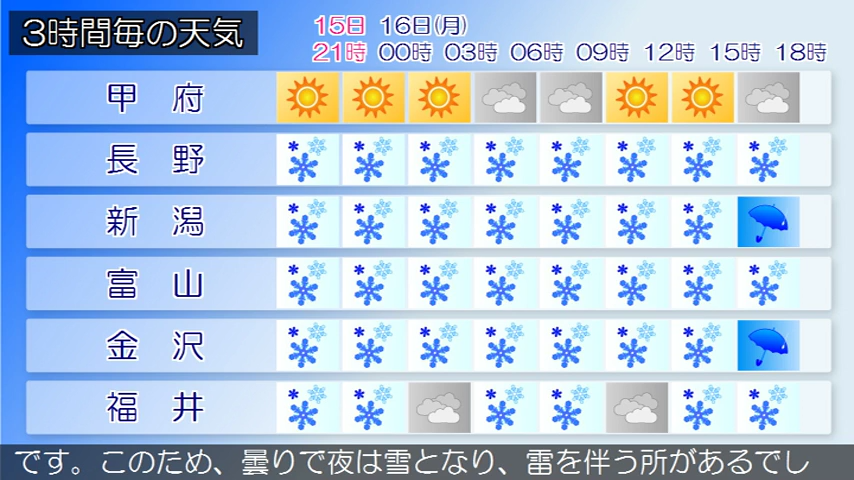 3時間毎の天気
15日 16日(月)
21時 00時 03時 06時 09時 12時 15時 18時
甲 府
長 野
新 潟
富 山
金 沢
福 井
です。このため、曇りで夜は雪となり、雷を伴う所があるでし